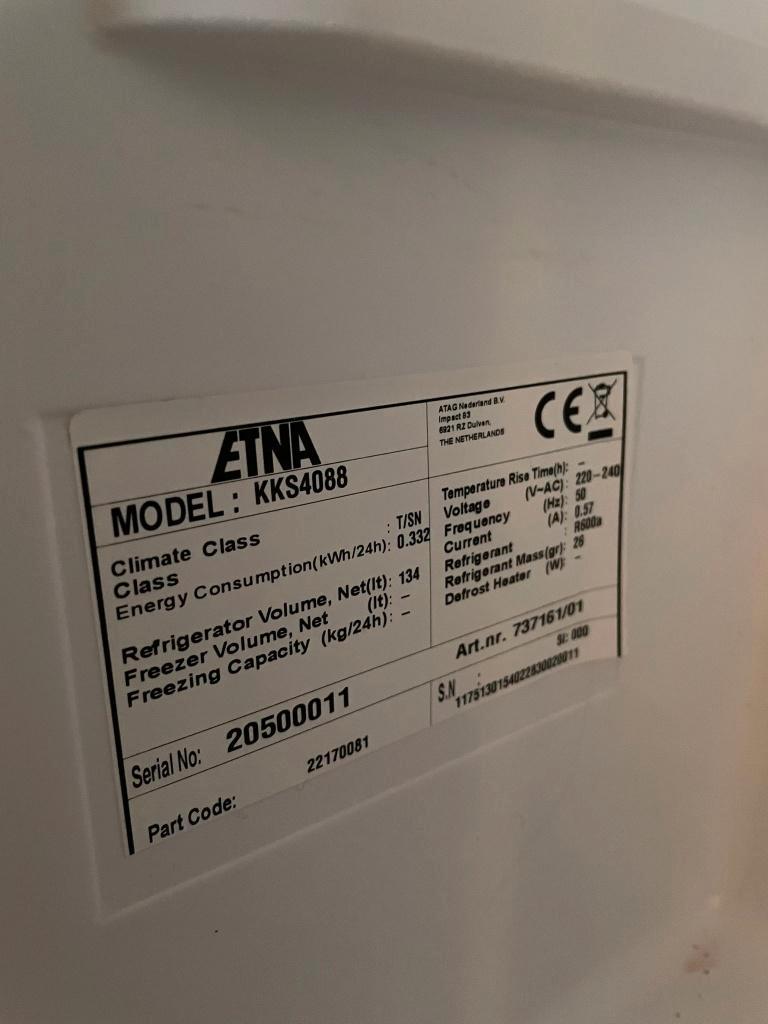 ETNA
MODEL : KKS4088
ATAG Nederland B.V.
Impact 83
6921 RZ Duiven,
THE NETHERLANDS
CE
Climate Class : T/SN
Class
Energy Consumption(kWh/24h): 0.332
Refrigerator Volume, Net(lt): 134
Freezer Volume, Net (lt): –
Freezing Capacity (kg/24h): –
Temperature Rise Time(h): –
Voltage (V~AC): 220–240
Frequency (Hz): 50
Current (A): 0.57
Refrigerant : R600a
Refrigerant Mass(gr): 26
Defrost Heater (W): –
Art.nr. 737161/01
Serial No: 20500011
SI: 000
S.N :
1175130154022830020011
Part Code: 22170081